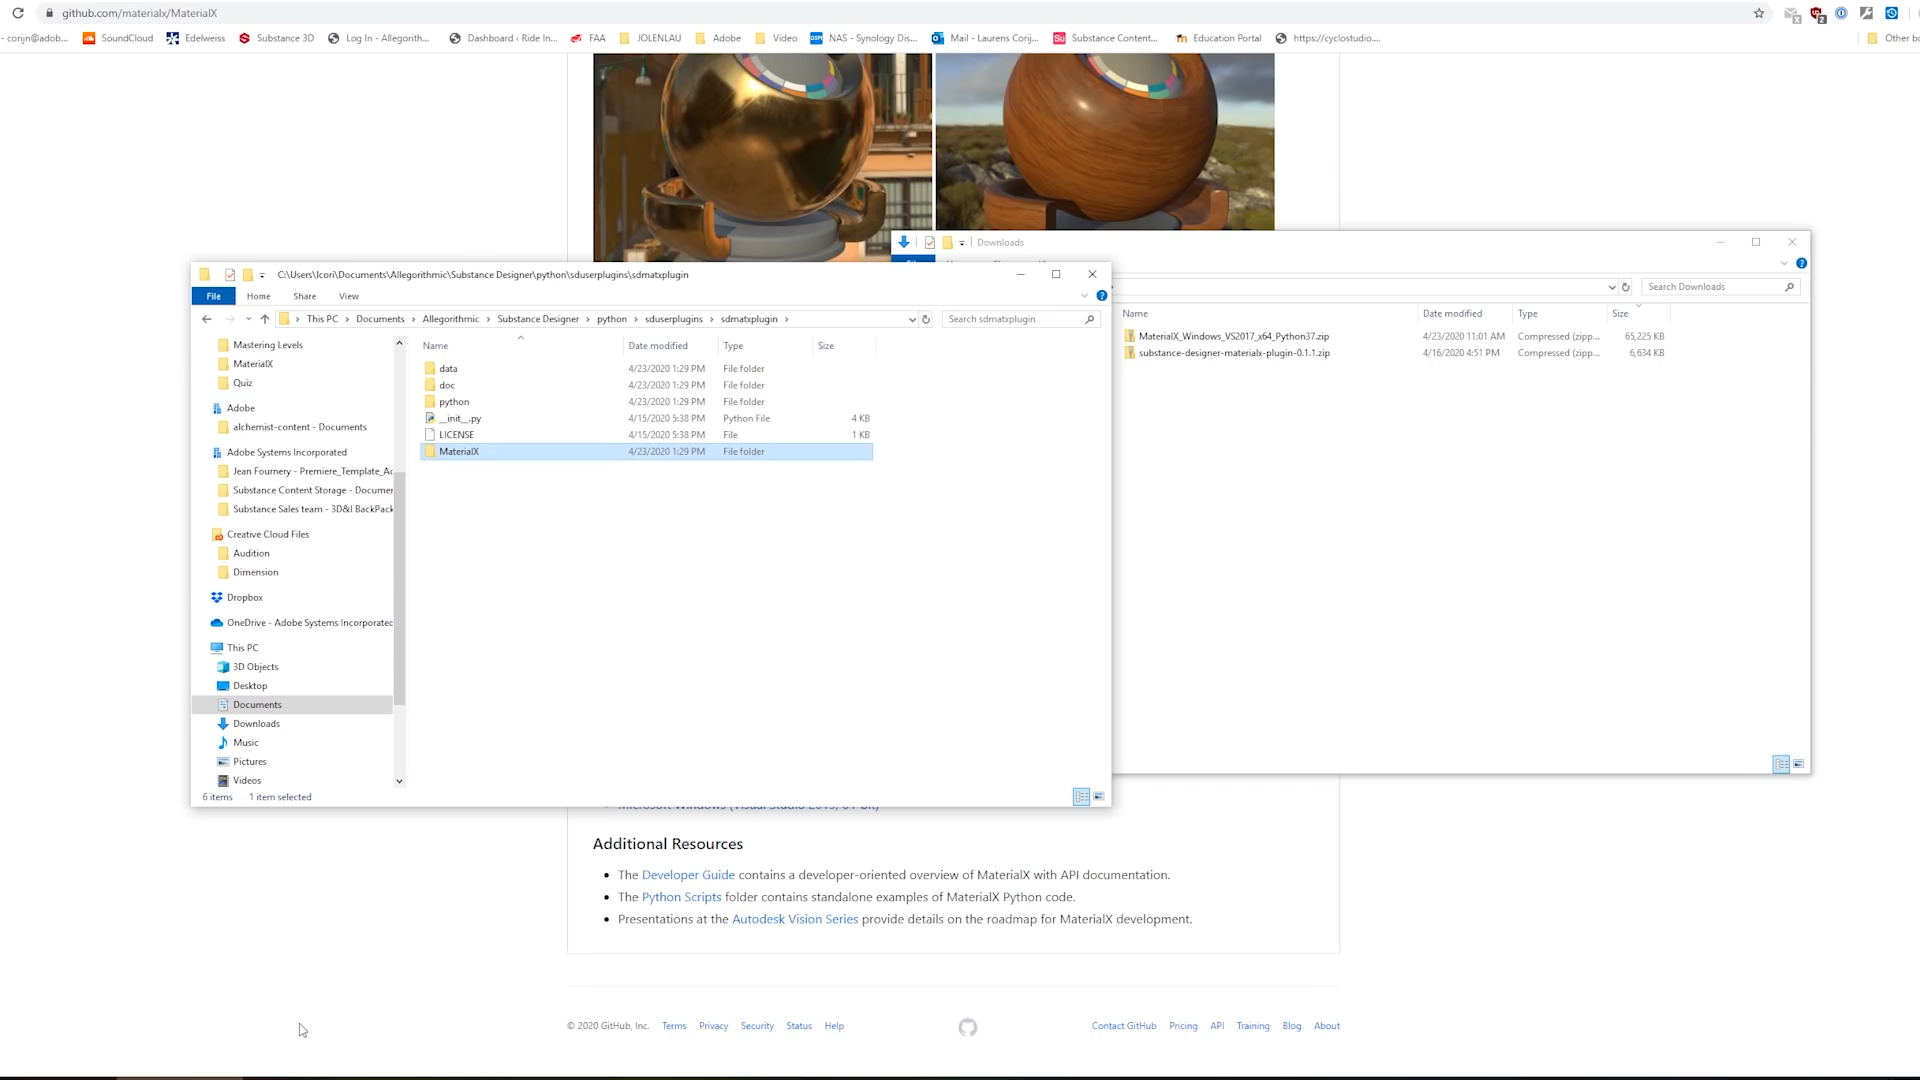 github.com/materialx/MaterialX
- corijn@adob... SoundCloud Edelweiss Substance 3D Log In - Allegorith... Dashboard ‹ Ride In... FAA JOLENLAU Adobe Video NAS - Synology Dis... Mail - Laurens Corij... Substance Content... Education Portal https://cyclostudio.... Other bo
Downloads
Search Downloads
Name Date modified Type Size
MaterialX_Windows_VS2017_x64_Python37.zip 4/23/2020 11:01 AM Compressed (zipp... 65,225 KB
substance-designer-materialx-plugin-0.1.1.zip 4/16/2020 4:51 PM Compressed (zipp... 6,634 KB
C:\Users\lcori\Documents\Allegorithmic\Substance Designer\python\sduserplugins\sdmatxplugin
File Home Share View
This PC Documents Allegorithmic Substance Designer python sduserplugins sdmatxplugin
Search sdmatxplugin
Name Date modified Type Size
data 4/23/2020 1:29 PM File folder
doc 4/23/2020 1:29 PM File folder
python 4/23/2020 1:29 PM File folder
__init__.py 4/15/2020 5:38 PM Python File 4 KB
LICENSE 4/15/2020 5:38 PM File 1 KB
MaterialX 4/23/2020 1:29 PM File folder
Mastering Levels
MaterialX
Quiz
Adobe
alchemist-content - Documents
Adobe Systems Incorporated
Jean Fournery - Premiere_Template_Ac
Substance Content Storage - Documen
Substance Sales team - 3D&I BackPack
Creative Cloud Files
Audition
Dimension
Dropbox
OneDrive - Adobe Systems Incorporated
This PC
3D Objects
Desktop
Documents
Downloads
Music
Pictures
Videos
6 items 1 item selected
Additional Resources
The Developer Guide contains a developer-oriented overview of MaterialX with API documentation.
The Python Scripts folder contains standalone examples of MaterialX Python code.
Presentations at the Autodesk Vision Series provide details on the roadmap for MaterialX development.
© 2020 GitHub, Inc. Terms Privacy Security Status Help Contact GitHub Pricing API Training Blog About